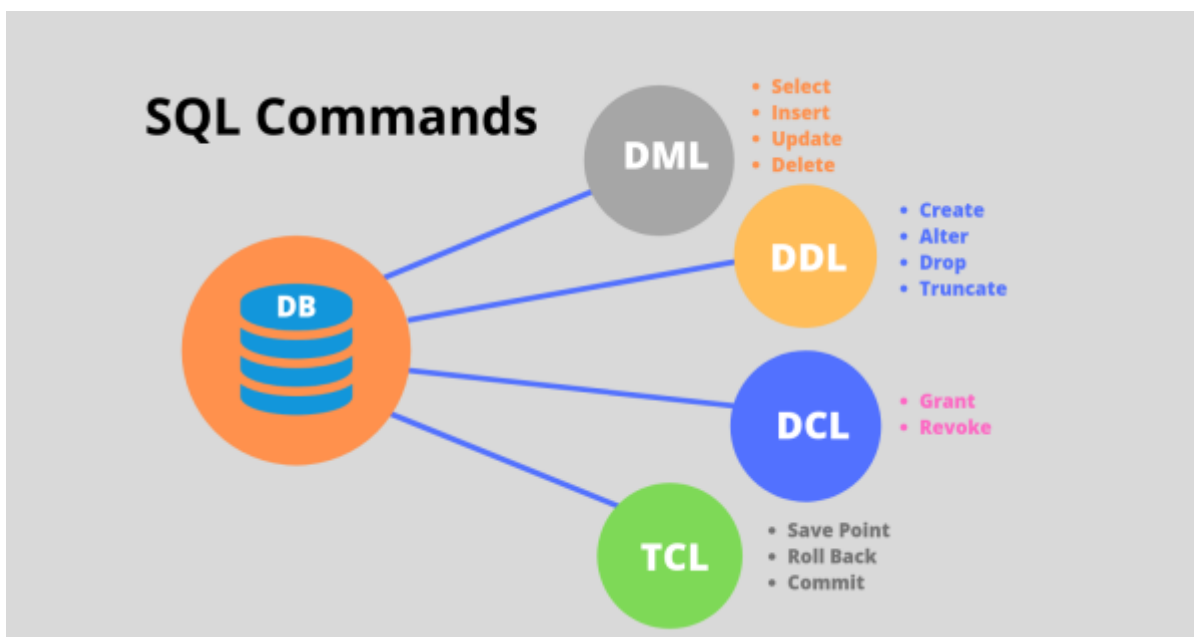 SQL Commands
DB
DML
• Select
• Insert
• Update
• Delete
DDL
• Create
• Alter
• Drop
• Truncate
DCL
• Grant
• Revoke
TCL
• Save Point
• Roll Back
• Commit